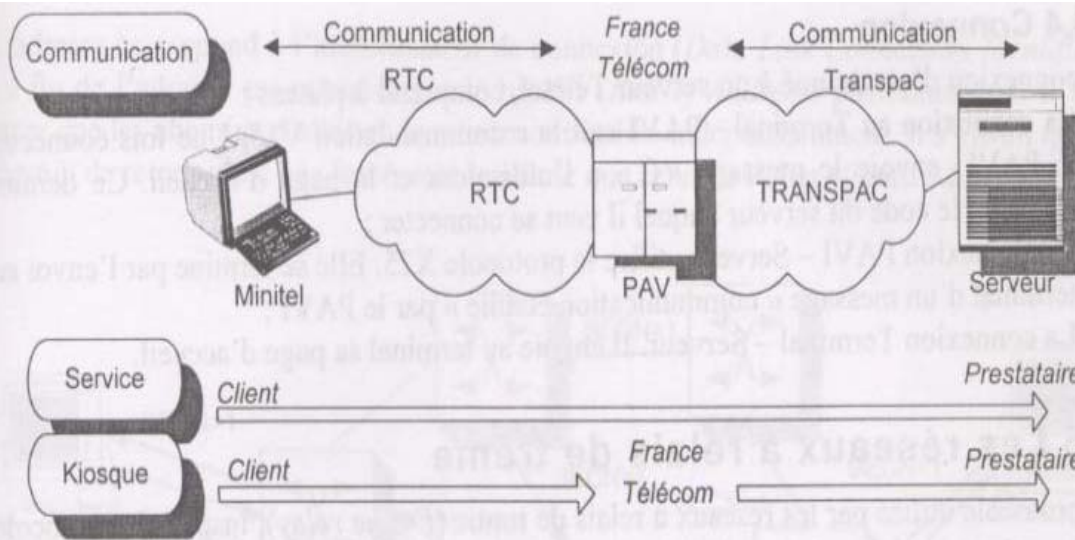 Communication
Communication
RTC
France
Télécom
Communication
Transpac
RTC
TRANSPAC
Minitel
PAV
Serveur
Service
Client
Prestataire
Kiosque
Client
France
Télécom
Prestataire